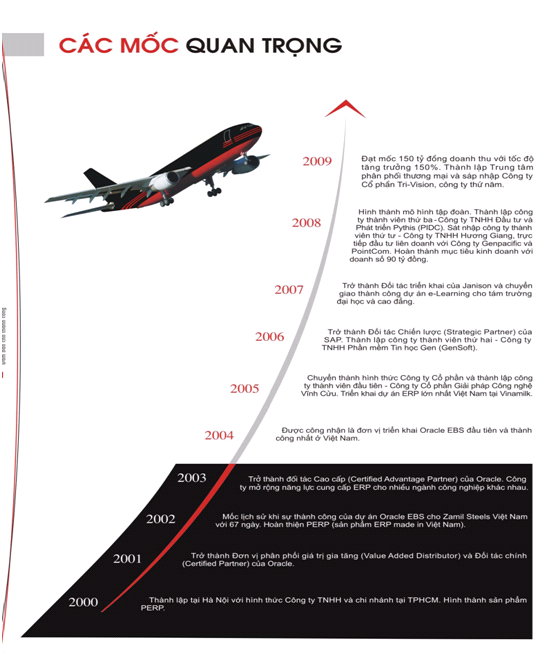 CÁC MỐC QUAN TRỌNG
2009
Đạt mốc 150 tỷ đồng doanh thu với tốc độ
tăng trưởng 150%. Thành lập Trung tâm
phân phối thương mại và sáp nhập Công ty
Cổ phần Tri-Vision, công ty thứ năm.
2008
Hình thành mô hình tập đoàn. Thành lập công
ty thành viên thứ ba - Công ty TNHH Đầu tư và
Phát triển Pythis (PIDC). Sát nhập công ty thành
viên thứ tư - Công ty TNHH Hương Giang, trực
tiếp đầu tư liên doanh với Công ty Genpacific và
PointCom. Hoàn thành mục tiêu kinh doanh với
doanh số 90 tỷ đồng.
2007
Trở thành Đối tác triển khai của Janison và chuyển
giao thành công dự án e-Learning cho tám trường
đại học và cao đẳng.
2006
Trở thành Đối tác Chiến lược (Strategic Partner) của
SAP. Thành lập công ty thành viên thứ hai - Công ty
TNHH Phần mềm Tin học Gen (GenSoft).
2005
Chuyển thành hình thức Công ty Cổ phần và thành lập công
ty thành viên đầu tiên - Công ty Cổ phần Giải pháp Công nghệ
Vĩnh Cửu. Triển khai dự án ERP lớn nhất Việt Nam tại Vinamilk.
2004
Được công nhận là đơn vị triển khai Oracle EBS đầu tiên và thành
công nhất ở Việt Nam.
2003
Trở thành đối tác Cao cấp (Certified Advantage Partner) của Oracle. Công
ty mở rộng năng lực cung cấp ERP cho nhiều ngành công nghiệp khác nhau.
2002
Mốc lịch sử khi sự thành công của dự án Oracle EBS cho Zamil Steels Việt Nam
với 67 ngày. Hoàn thiện PERP (sản phẩm ERP made in Việt Nam).
2001
Trở thành Đơn vị phân phối giá trị gia tăng (Value Added Distributor) và Đối tác chính
(Certified Partner) của Oracle.
2000
Thành lập tại Hà Nội với hình thức Công ty TNHH và chi nhánh tại TPHCM. Hình thành sản phẩm
PERP.